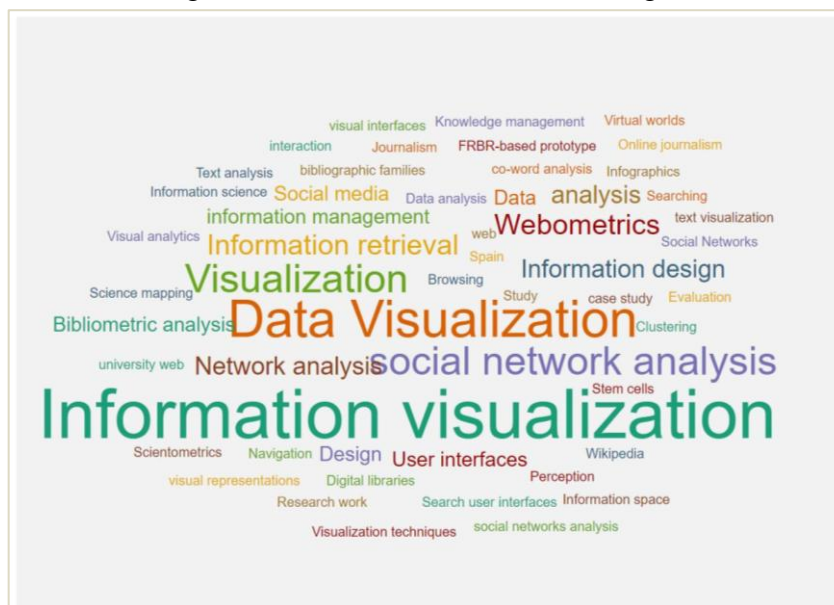 visual interfaces Knowledge management Virtual worlds
interaction Journalism FRBR-based prototype Online journalism
Text analysis bibliographic families co-word analysis Infographics
Information science Social media Data analysis Data analysis Searching
information management web Webometrics text visualization
Visual analytics Information retrieval Spain Social Networks
Visualization Browsing Information design
Science mapping Study case study Evaluation
Bibliometric analysis Data Visualization Clustering
university web Network analysis social network analysis
Stem cells
Information visualization
Scientometrics Navigation Design User interfaces Wikipedia
visual representations Digital libraries Perception
Research work Search user interfaces Information space
Visualization techniques social networks analysis